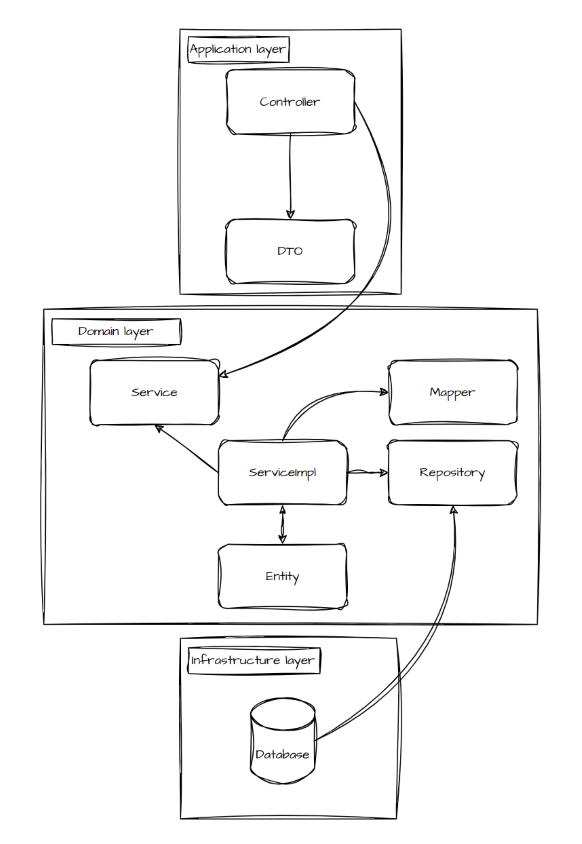 Application layer
Controller
DTO
Domain layer
Service
Mapper
ServiceImpl
Repository
Entity
Infrastructure layer
Database